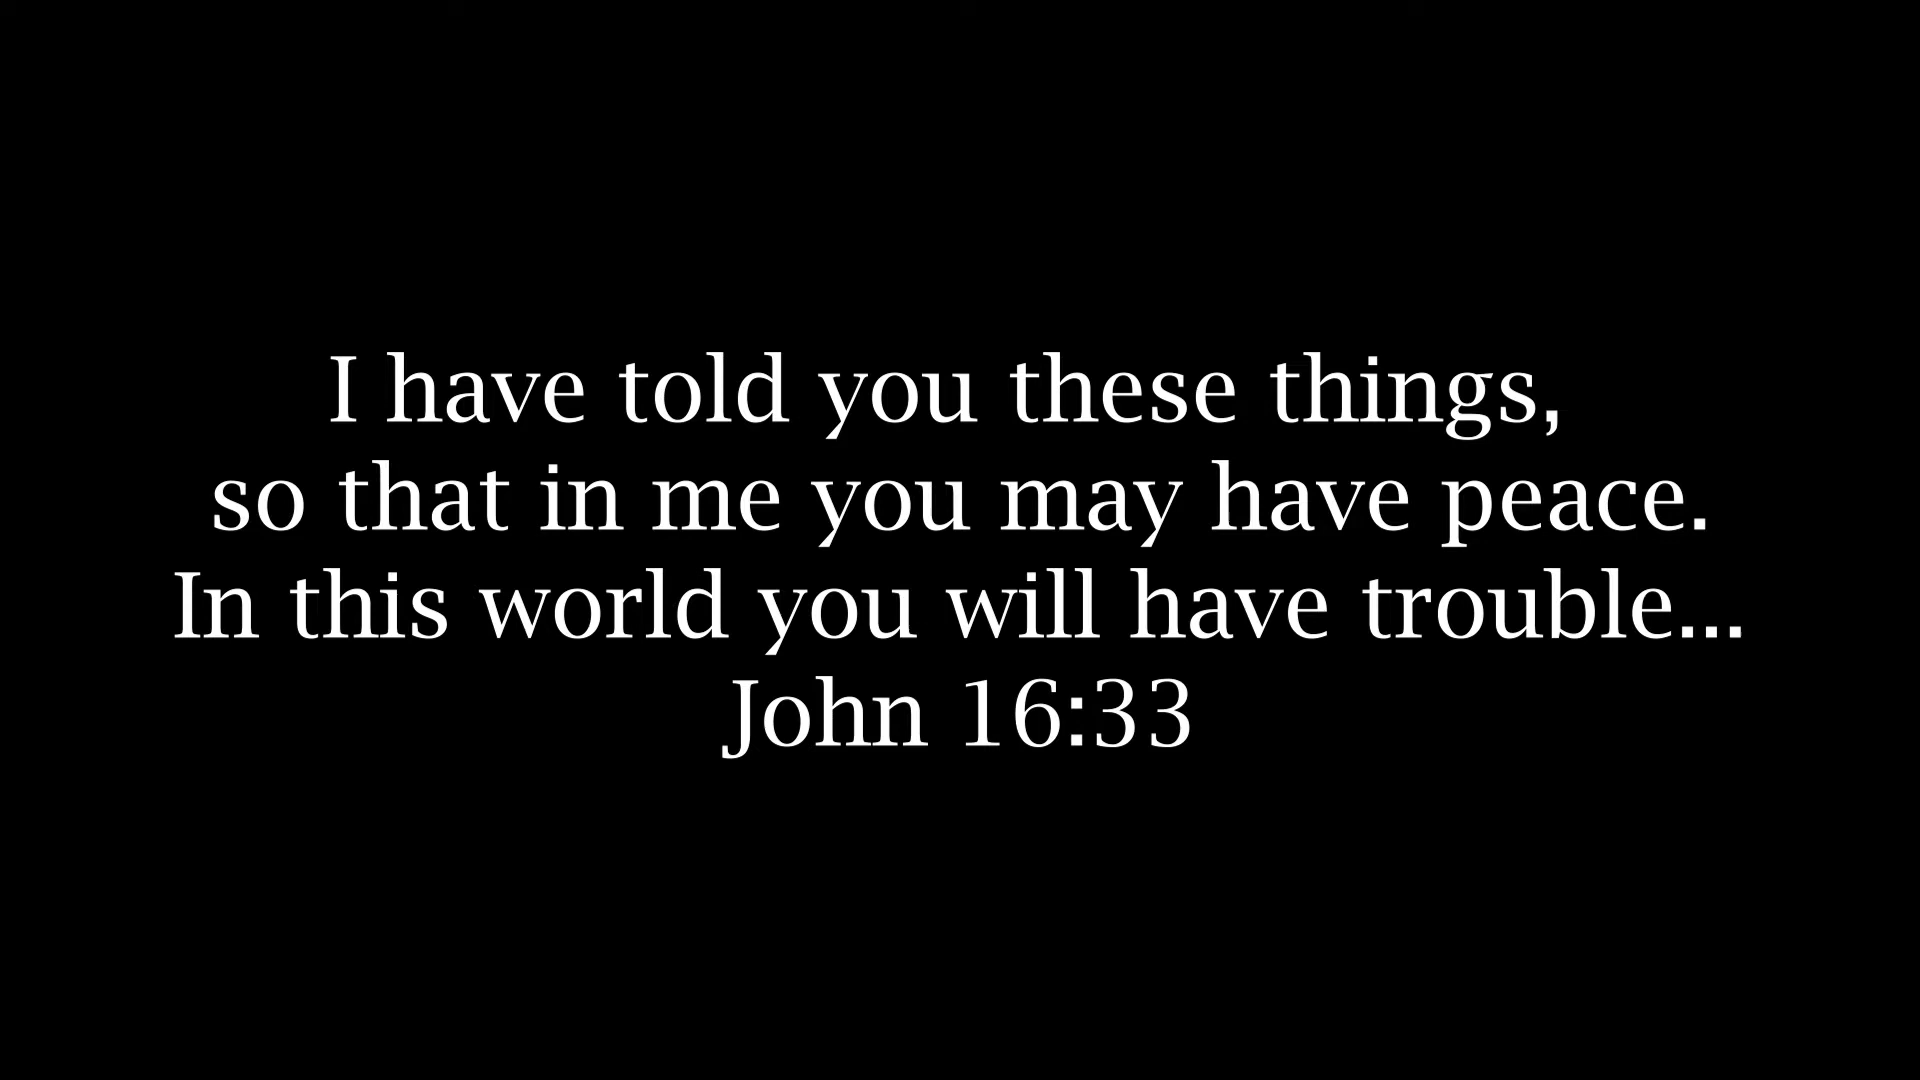 I have told you these things,
so that in me you may have peace.
In this world you will have trouble...
John 16:33